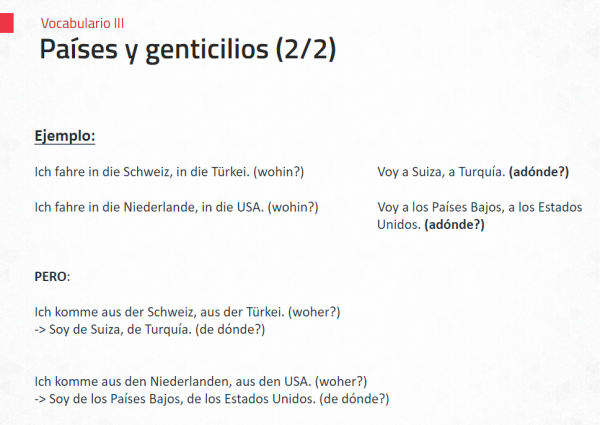 Vocabulario III
Países y genticilios (2/2)
Ejemplo:
Ich fahre in die Schweiz, in die Türkei. (wohin?)
Voy a Suiza, a Turquía. (adónde?)
Ich fahre in die Niederlande, in die USA. (wohin?)
Voy a los Países Bajos, a los Estados
Unidos. (adónde?)
PERO:
Ich komme aus der Schweiz, aus der Türkei. (woher?)
-> Soy de Suiza, de Turquía. (de dónde?)
Ich komme aus den Niederlanden, aus den USA. (woher?)
-> Soy de los Países Bajos, de los Estados Unidos. (de dónde?)